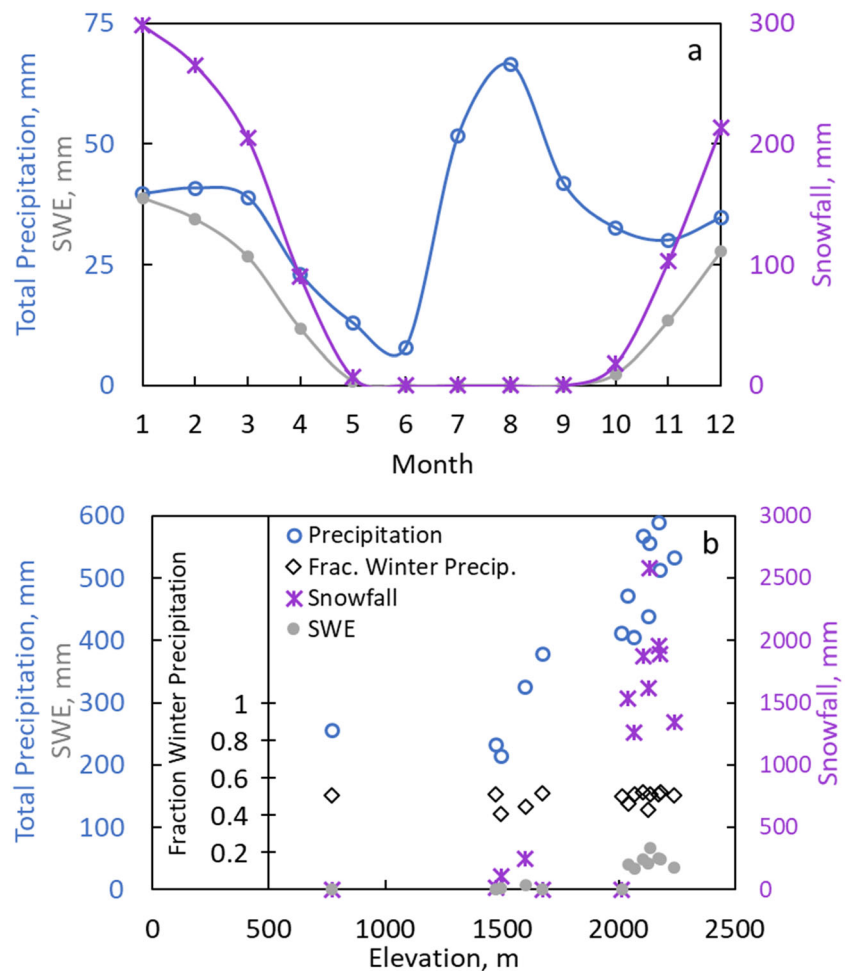 75
50
25
0
Total Precipitation, mm
SWE, mm
a
300
200
100
0
Snowfall, mm
1 2 3 4 5 6 7 8 9 10 11 12
Month
600
500
400
300
200
100
0
Total Precipitation, mm
SWE, mm
Fraction Winter Precipitation
1
0.8
0.6
0.4
0.2
Precipitation
Frac. Winter Precip.
Snowfall
SWE
b
3000
2500
2000
1500
1000
500
0
Snowfall, mm
0 500 1000 1500 2000 2500
Elevation, m